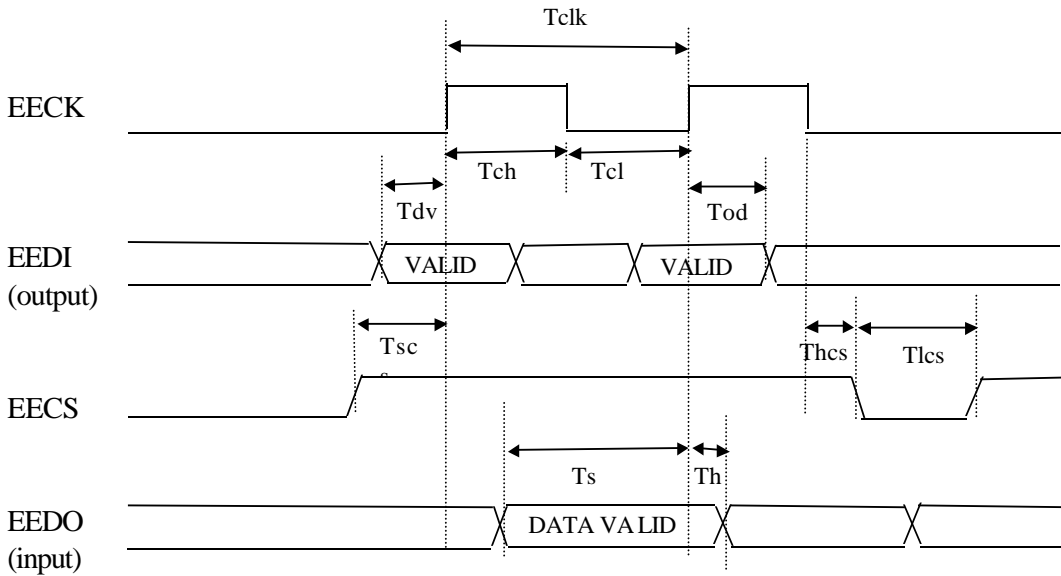 Tclk
EECK
Tch
Tcl
Tdv
Tod
EEDI
(output)
VALID
VALID
Tsc
s
Thcs
Tlcs
EECS
Ts
Th
EEDO
(input)
DATA VALID